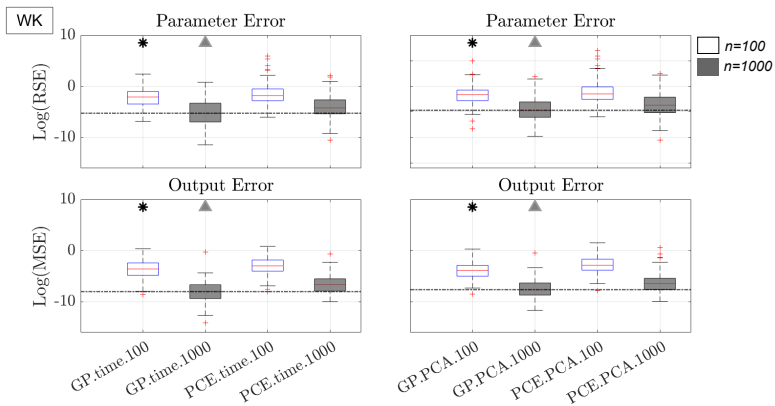 WK
Parameter Error
Parameter Error
n=100
n=1000
10
0
-10
Log(RSE)
Output Error
Output Error
10
0
-10
Log(MSE)
GP.time.100
GP.time.1000
PCE.time.100
PCE.time.1000
GP.PCA.100
GP.PCA.1000
PCE.PCA.100
PCE.PCA.1000